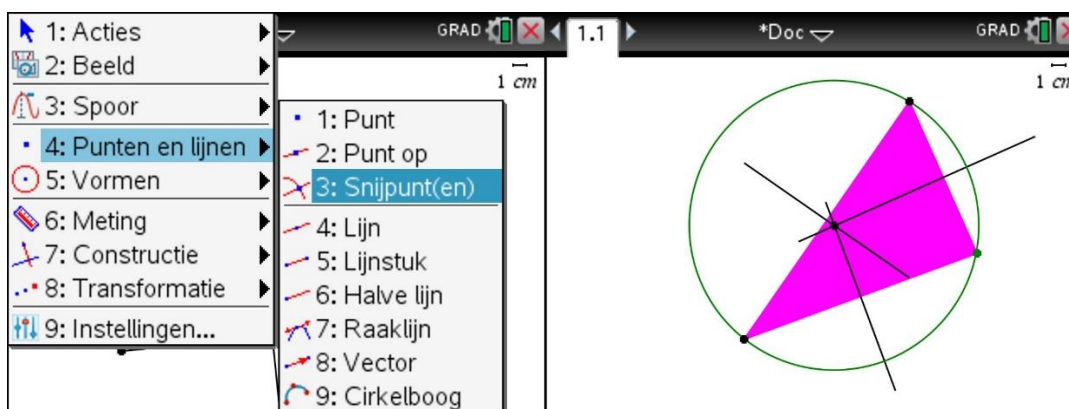 1: Acties
2: Beeld
3: Spoor
4: Punten en lijnen
5: Vormen
6: Meting
7: Constructie
8: Transformatie
9: Instellingen...
GRAD
1 cm
1: Punt
2: Punt op
3: Snijpunt(en)
4: Lijn
5: Lijnstuk
6: Halve lijn
7: Raaklijn
8: Vector
9: Cirkelboog
1.1
*Doc
GRAD
1 cm